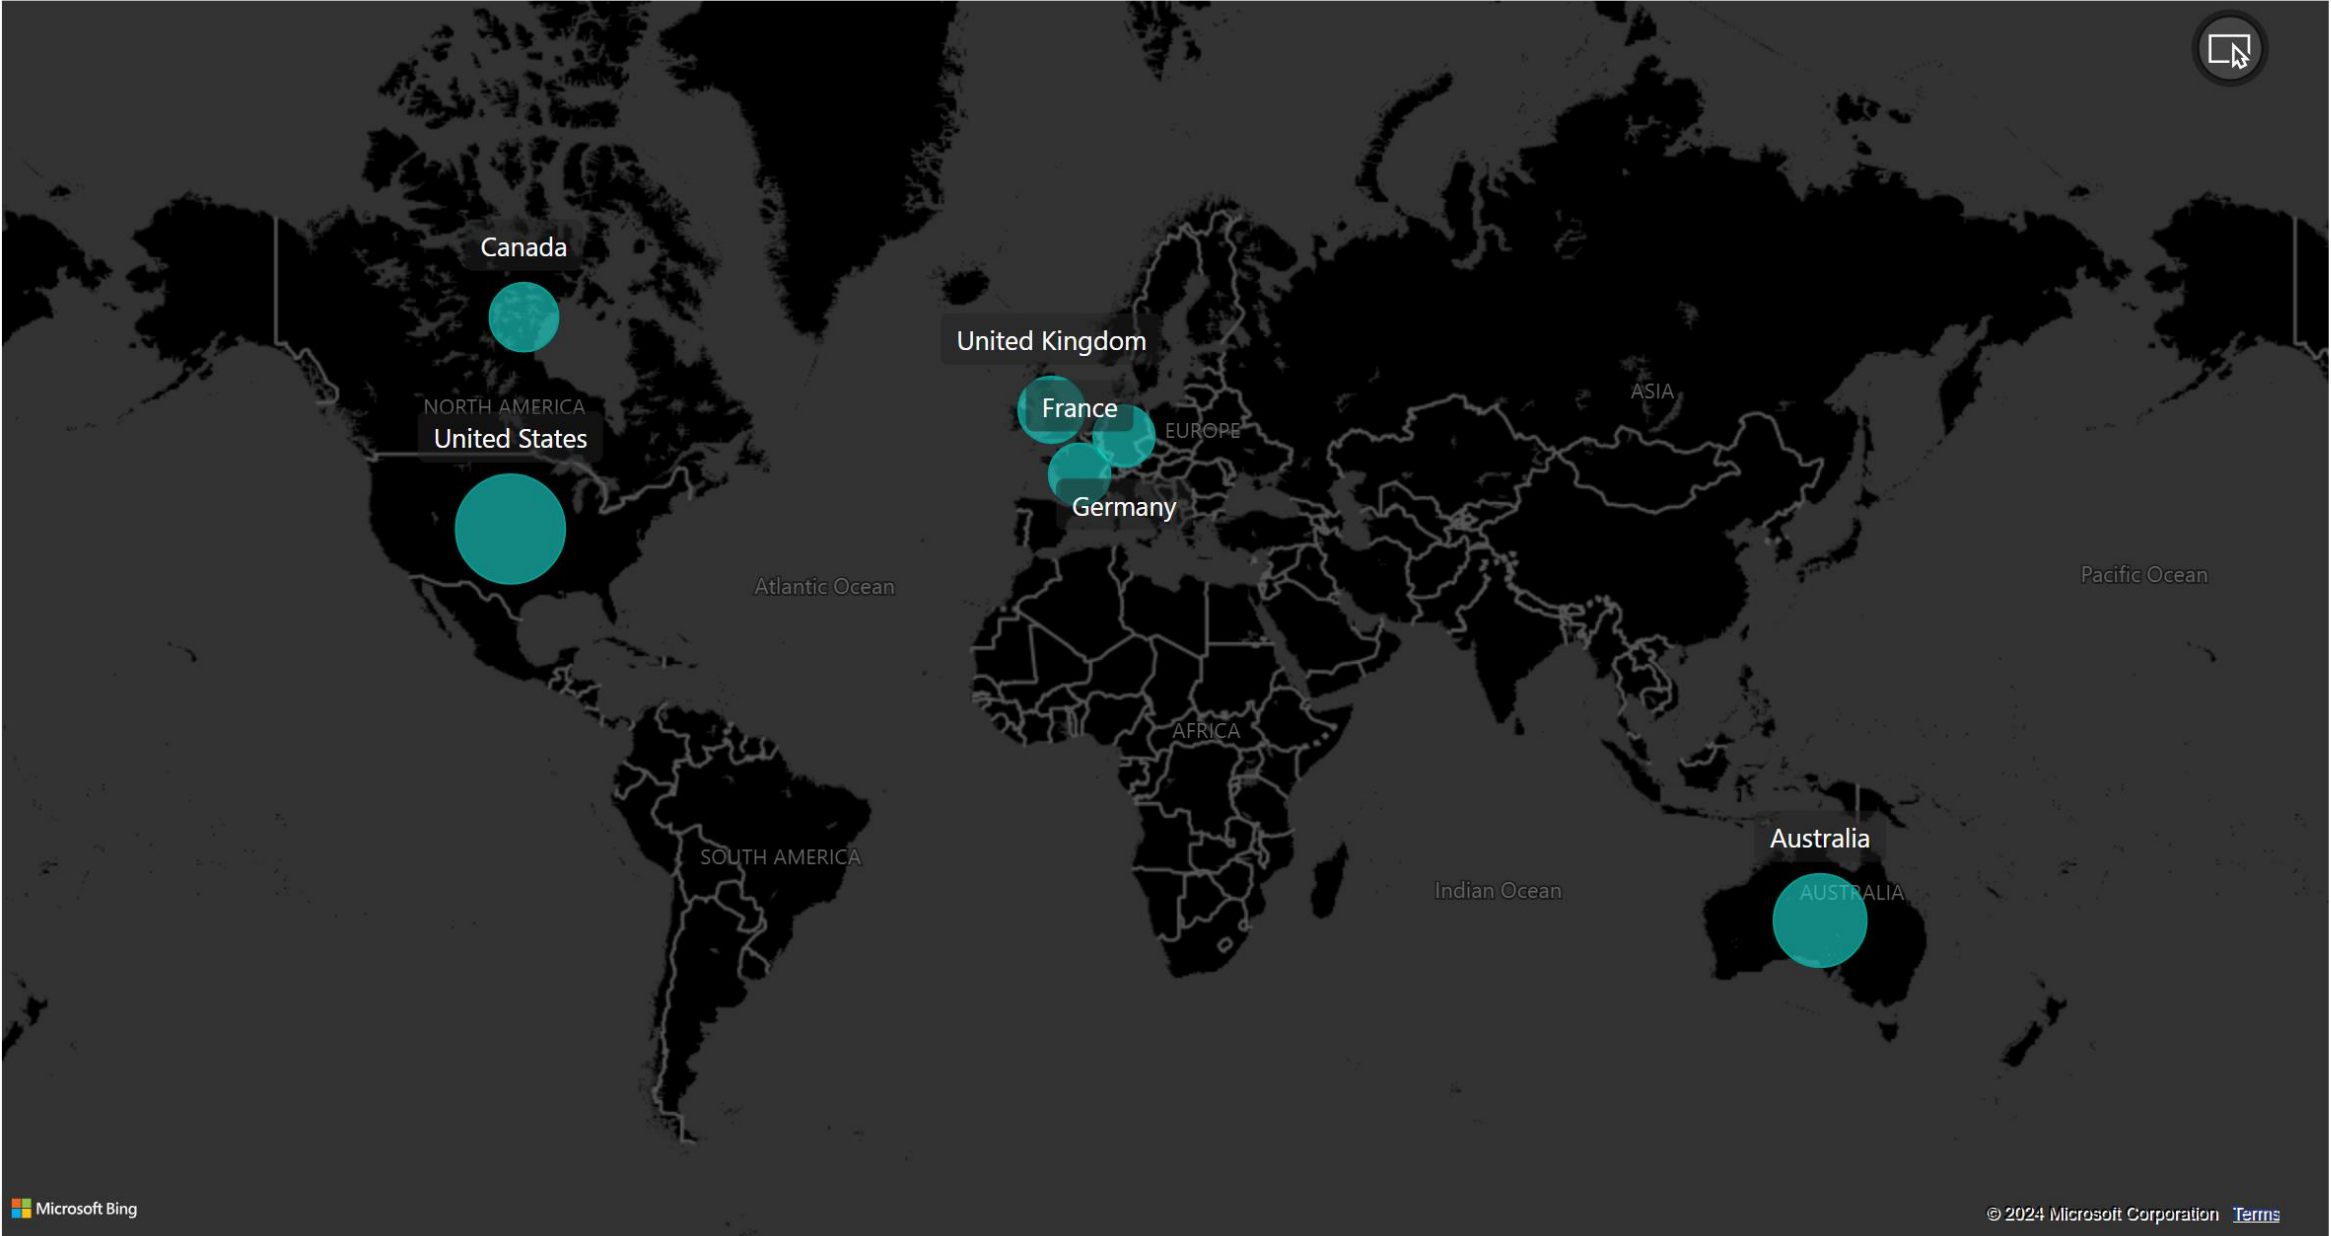 Canada
United Kingdom
ASIA
NORTH AMERICA
France
EUROPE
United States
Germany
Pacific Ocean
Atlantic Ocean
AFRICA
Australia
SOUTH AMERICA
Indian Ocean
AUSTRALIA
Microsoft Bing
© 2024 Microsoft Corporation Terms